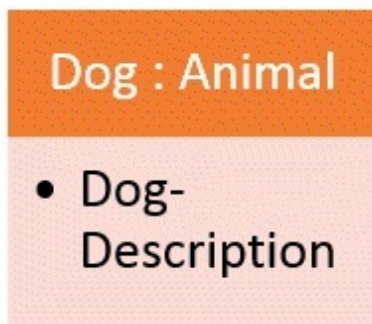 Dog : Animal
• Dog-
Description